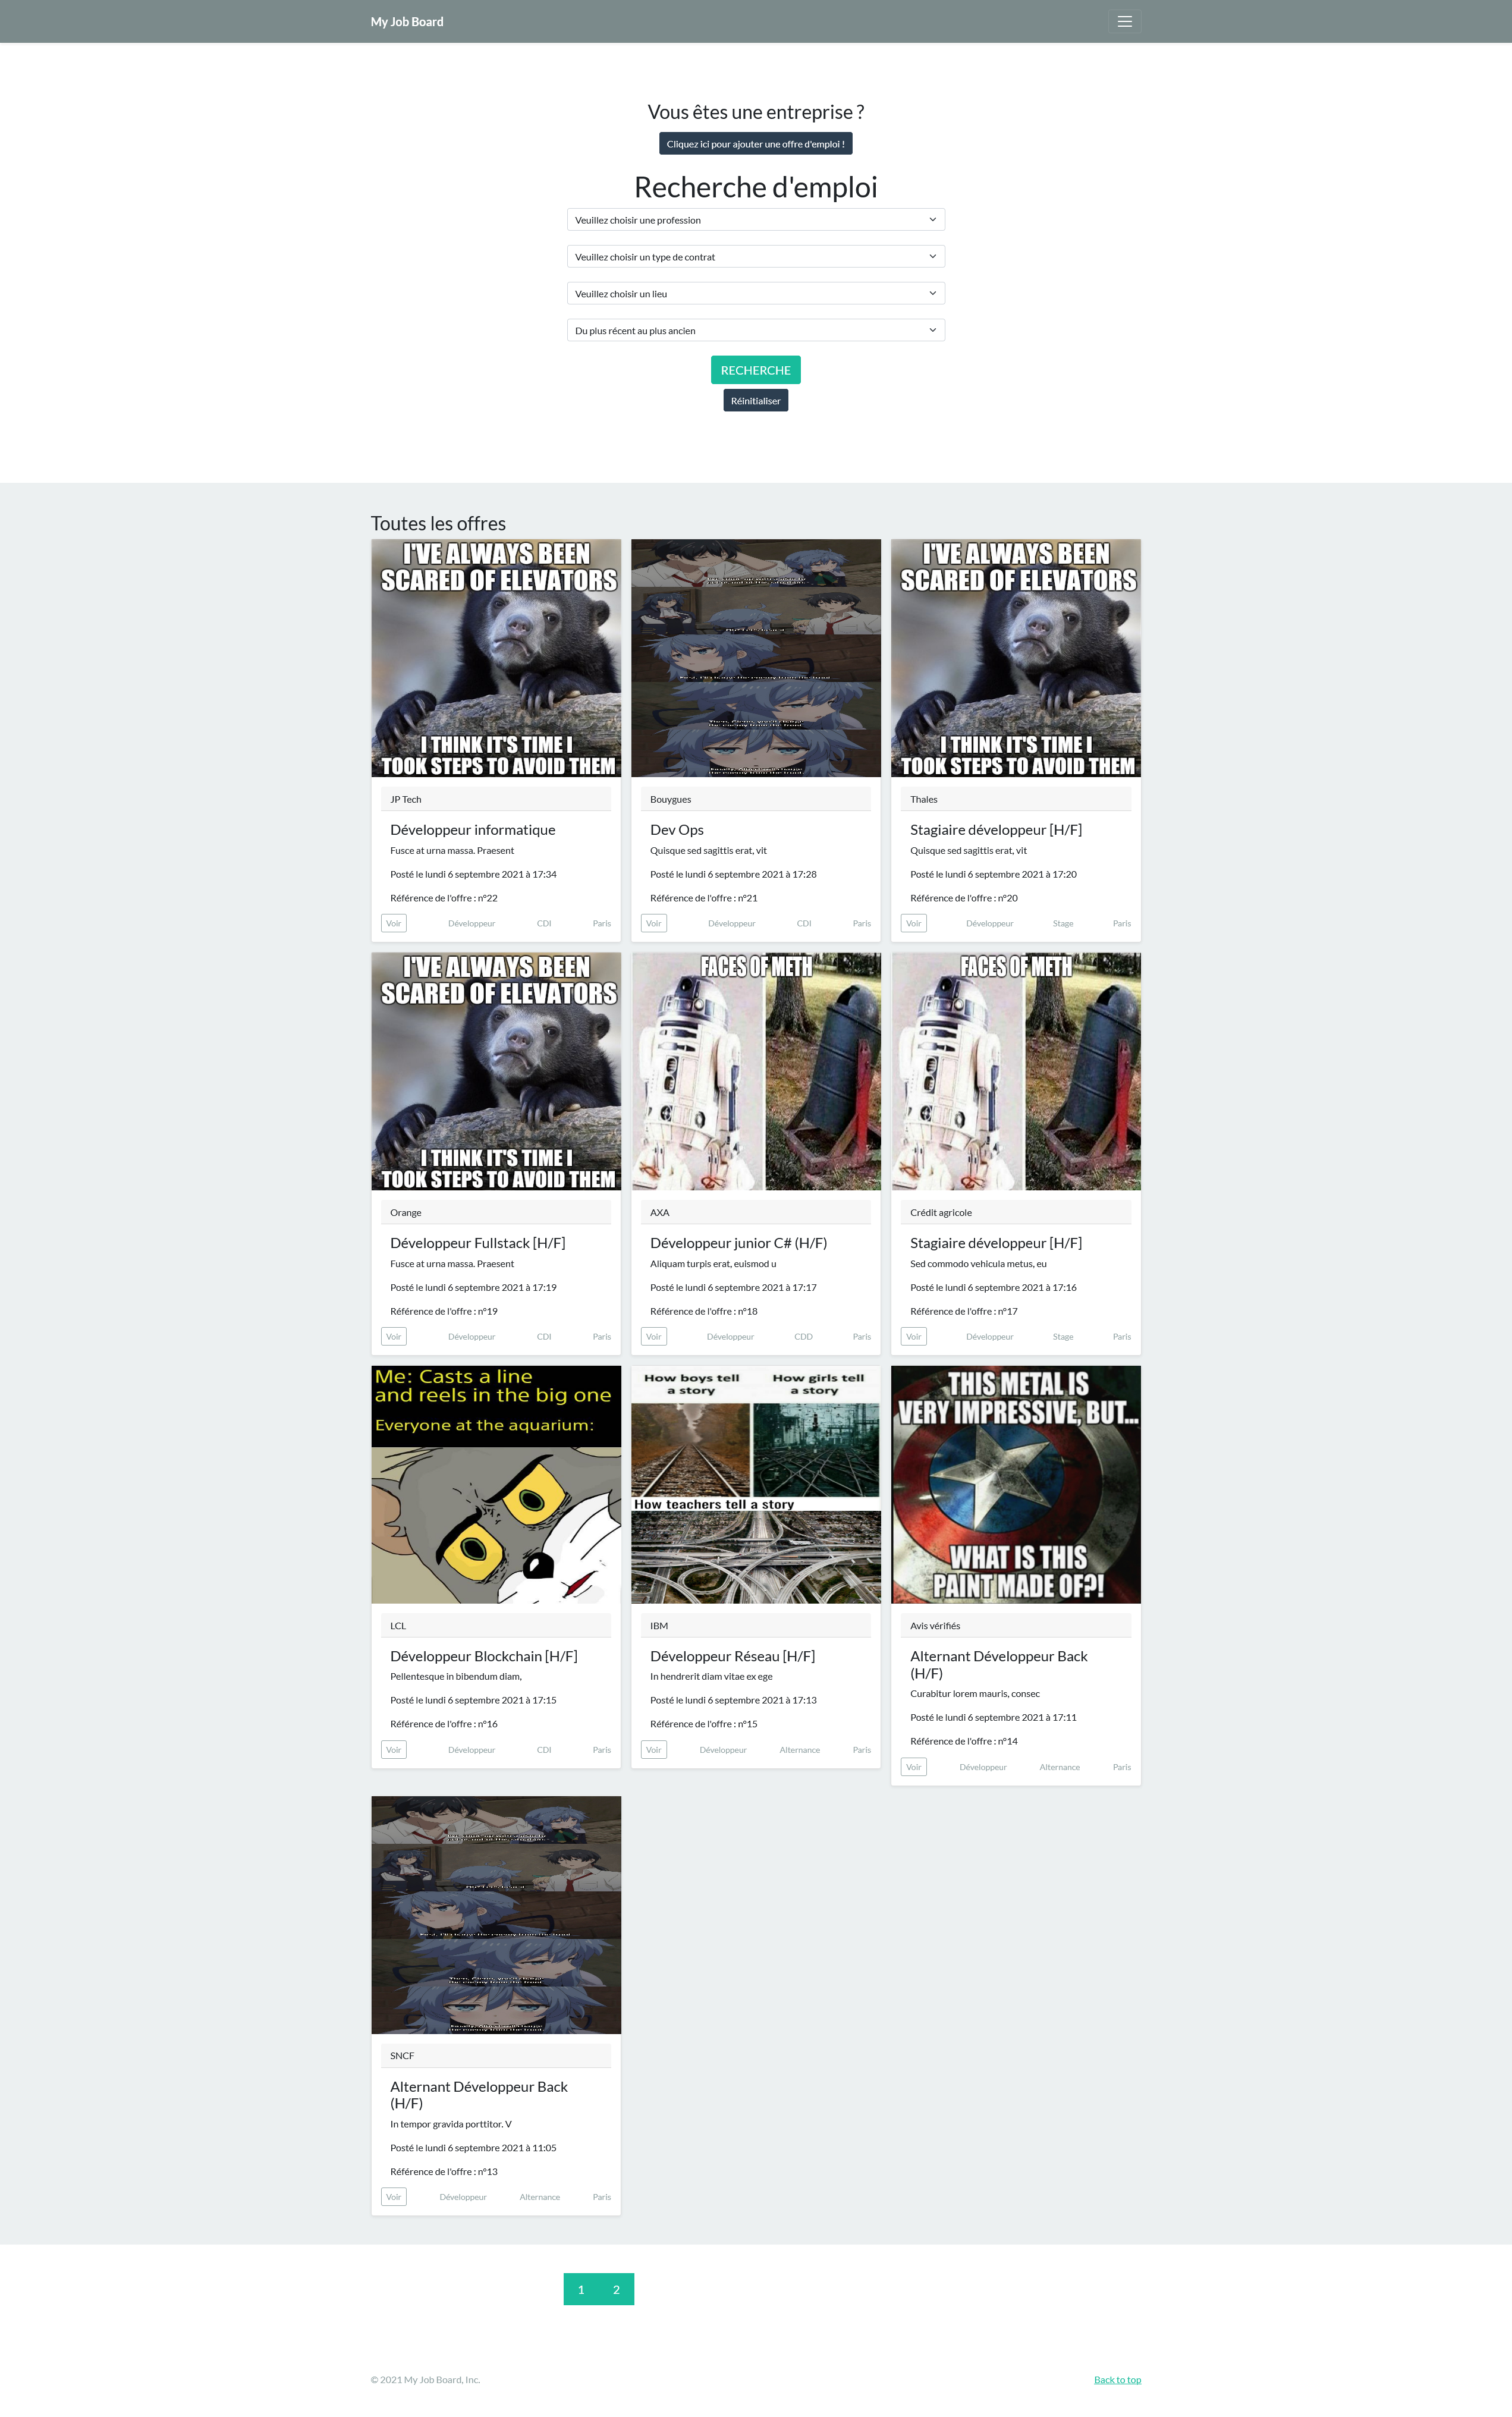 My Job Board
Vous êtes une entreprise ?
Cliquez ici pour ajouter une offre d'emploi !
Recherche d'emploi
Veuillez choisir une profession
Veuillez choisir un type de contrat
Veuillez choisir un lieu
Du plus récent au plus ancien
RECHERCHE
Réinitialiser
Toutes les offres
I'VE ALWAYS BEEN
SCARED OF ELEVATORS
I THINK IT'S TIME I
TOOK STEPS TO AVOID THEM
JP Tech
Développeur informatique
Fusce at urna massa. Praesent
Posté le lundi 6 septembre 2021 à 17:34
Référence de l'offre : n°22
Voir Développeur CDI Paris
Bouygues
Dev Ops
Quisque sed sagittis erat, vit
Posté le lundi 6 septembre 2021 à 17:28
Référence de l'offre : n°21
Voir Développeur CDI Paris
I'VE ALWAYS BEEN
SCARED OF ELEVATORS
I THINK IT'S TIME I
TOOK STEPS TO AVOID THEM
Thales
Stagiaire développeur [H/F]
Quisque sed sagittis erat, vit
Posté le lundi 6 septembre 2021 à 17:20
Référence de l'offre : n°20
Voir Développeur Stage Paris
I'VE ALWAYS BEEN
SCARED OF ELEVATORS
I THINK IT'S TIME I
TOOK STEPS TO AVOID THEM
Orange
Développeur Fullstack [H/F]
Fusce at urna massa. Praesent
Posté le lundi 6 septembre 2021 à 17:19
Référence de l'offre : n°19
Voir Développeur CDI Paris
FACES OF METH
AXA
Développeur junior C# (H/F)
Aliquam turpis erat, euismod u
Posté le lundi 6 septembre 2021 à 17:17
Référence de l'offre : n°18
Voir Développeur CDD Paris
FACES OF METH
Crédit agricole
Stagiaire développeur [H/F]
Sed commodo vehicula metus, eu
Posté le lundi 6 septembre 2021 à 17:16
Référence de l'offre : n°17
Voir Développeur Stage Paris
Me: Casts a line
and reels in the big one
Everyone at the aquarium:
LCL
Développeur Blockchain [H/F]
Pellentesque in bibendum diam,
Posté le lundi 6 septembre 2021 à 17:15
Référence de l'offre : n°16
Voir Développeur CDI Paris
How boys tell
a story
How girls tell
a story
How teachers tell a story
IBM
Développeur Réseau [H/F]
In hendrerit diam vitae ex ege
Posté le lundi 6 septembre 2021 à 17:13
Référence de l'offre : n°15
Voir Développeur Alternance Paris
THIS METAL IS
VERY IMPRESSIVE, BUT...
WHAT IS THIS
PAINT MADE OF?!
Avis vérifiés
Alternant Développeur Back
(H/F)
Curabitur lorem mauris, consec
Posté le lundi 6 septembre 2021 à 17:11
Référence de l'offre : n°14
Voir Développeur Alternance Paris
SNCF
Alternant Développeur Back
(H/F)
In tempor gravida porttitor. V
Posté le lundi 6 septembre 2021 à 11:05
Référence de l'offre : n°13
Voir Développeur Alternance Paris
1 2
© 2021 My Job Board, Inc.
Back to top